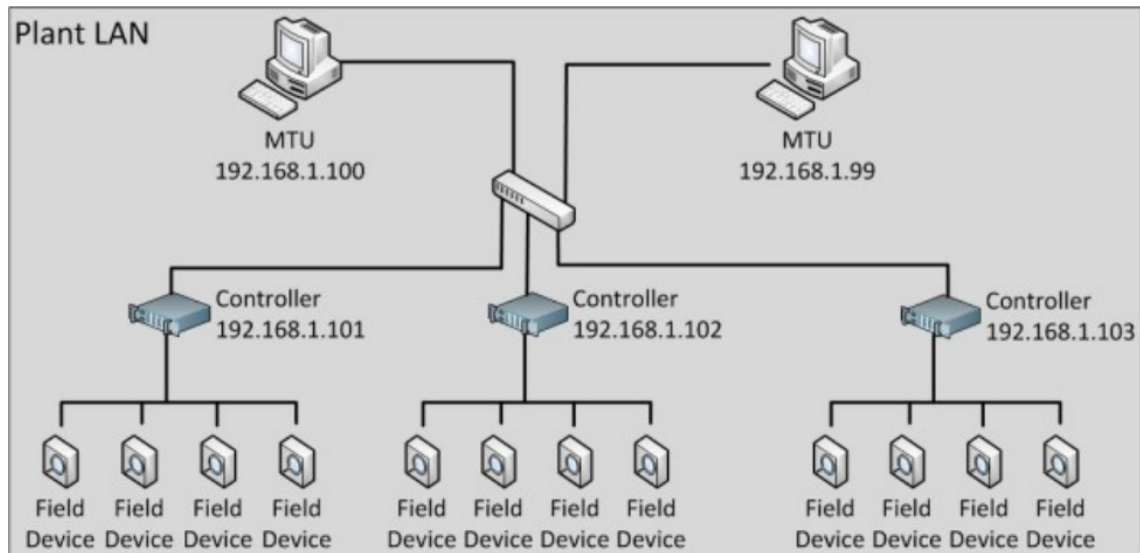 Plant LAN
MTU
192.168.1.100
MTU
192.168.1.99
Controller
192.168.1.101
Controller
192.168.1.102
Controller
192.168.1.103
Field Field Field Field
Device Device Device Device
Field Field Field Field
Device Device Device Device
Field Field Field Field
Device Device Device Device